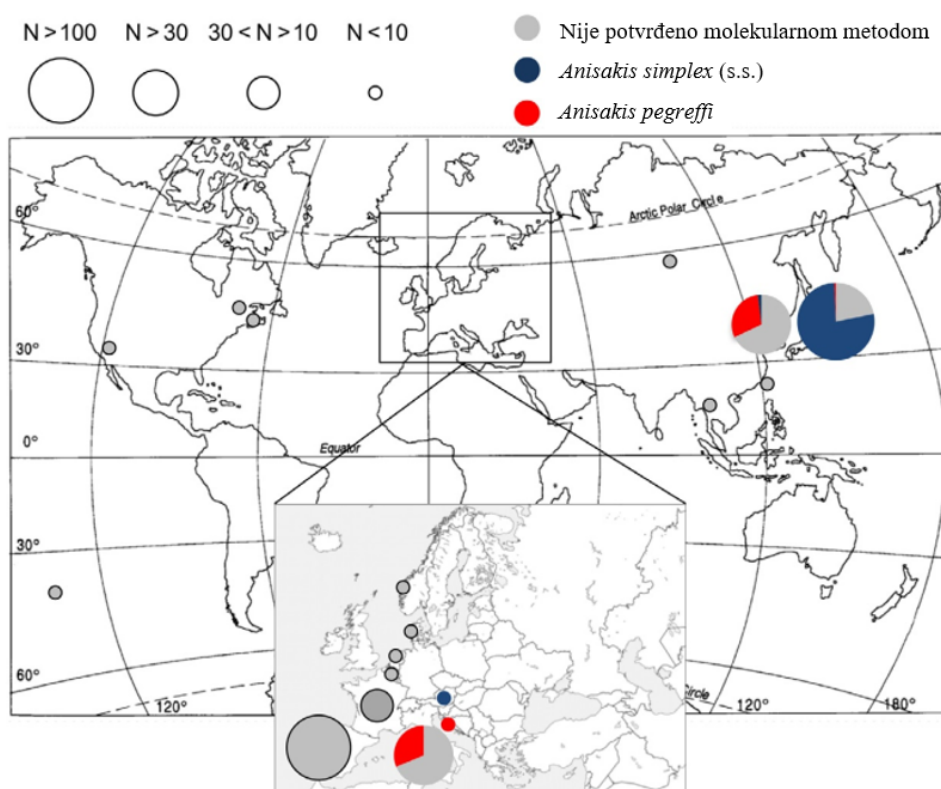 N > 100 N > 30 30 < N > 10 N < 10
Nije potvrđeno molekularnom metodom
Anisakis simplex (s.s.)
Anisakis pegreffi
60°
Arctic Polar Circle
30°
0°
Equator
30°
60°
ircle
120°
120°
180°